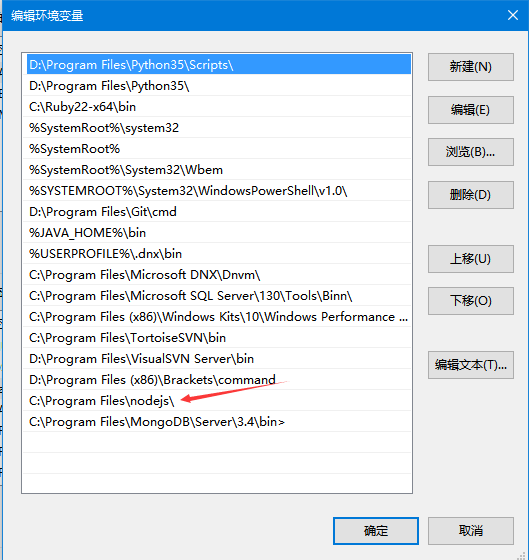 编辑环境变量
D:\Program Files\Python35\Scripts\
D:\Program Files\Python35\
C:\Ruby22-x64\bin
%SystemRoot%\system32
%SystemRoot%
%SystemRoot%\System32\Wbem
%SYSTEMROOT%\System32\WindowsPowerShell\v1.0\
D:\Program Files\Git\cmd
%JAVA_HOME%\bin
%USERPROFILE%\.dnx\bin
C:\Program Files\Microsoft DNX\Dnvm\
C:\Program Files\Microsoft SQL Server\130\Tools\Binn\
C:\Program Files (x86)\Windows Kits\10\Windows Performance ...
C:\Program Files\TortoiseSVN\bin
D:\Program Files\VisualSVN Server\bin
D:\Program Files (x86)\Brackets\command
C:\Program Files\nodejs\
C:\Program Files\MongoDB\Server\3.4\bin>
新建(N)
编辑(E)
浏览(B)...
删除(D)
上移(U)
下移(O)
编辑文本(T)...
确定
取消